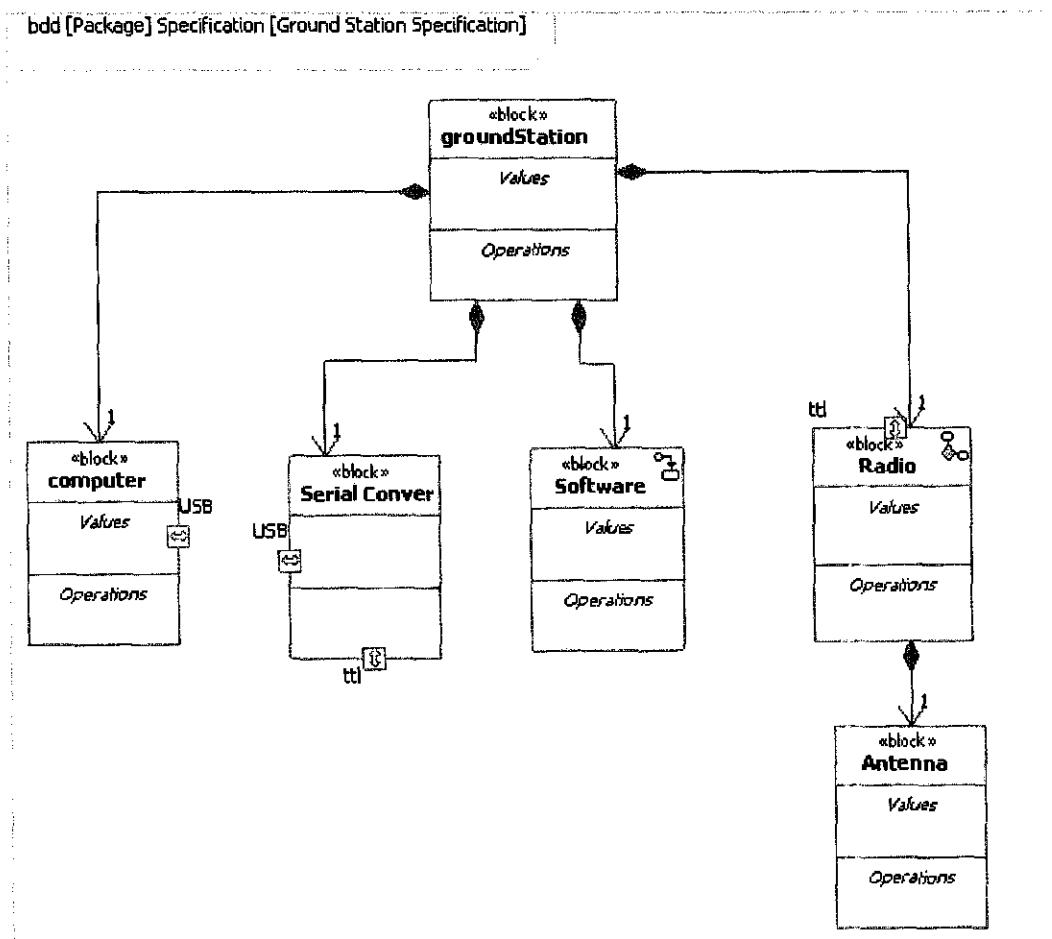 bdd [Package] Specification [Ground Station Specification]
«block»
groundStation
Values
Operations
1
«block»
computer
Values
USB
Operations
1
«block»
Serial Conver
USB
ttl
1
«block»
Software
Values
Operations
ttl
1
«block»
Radio
Values
Operations
1
«block»
Antenna
Values
Operations